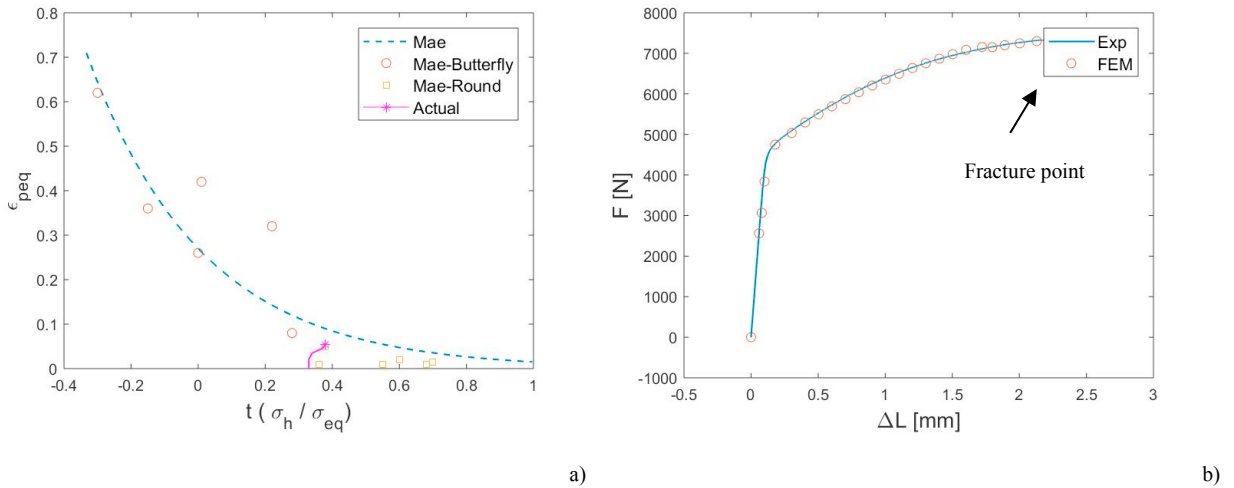 0.8
0.7
0.6
0.5
0.4
0.3
0.2
0.1
0
-0.4
-0.2
0
0.2
0.4
0.6
0.8
1
ϵpeq
t ( σh / σeq)
Mae
Mae-Butterfly
Mae-Round
Actual
a)
8000
7000
6000
5000
4000
3000
2000
1000
0
-1000
-0.5
0
0.5
1
1.5
2
2.5
3
F [N]
ΔL [mm]
Exp
FEM
Fracture point
b)